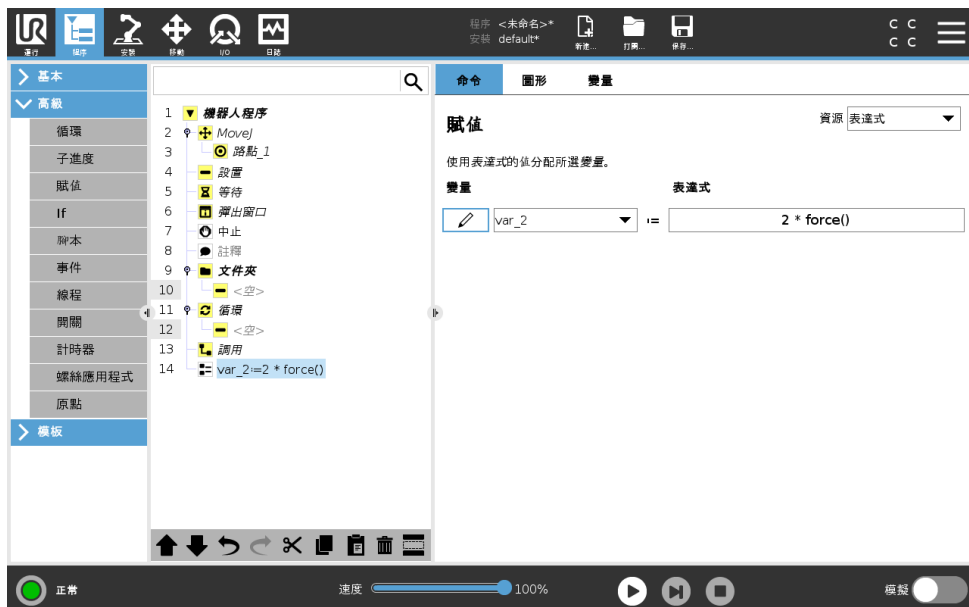 運行
程序
安裝
移動
I/O
日誌
程序 <未命名>*
安裝 default*
新建...
打開...
保存...
C C
C C
基本
高級
循環
子進度
賦值
If
腳本
事件
線程
開關
計時器
螺絲應用程式
原點
模板
1 機器人程序
2 MoveJ
3 路點_1
4 設置
5 等待
6 彈出窗口
7 中止
8 註釋
9 文件夾
10 <空>
11 循環
12 <空>
13 調用
14 var_2:=2 * force()
命令 圖形 變量
賦值
資源 表達式
使用表達式的值分配所選變量。
變量 表達式
var_2 := 2 * force()
正常
速度 100%
模擬